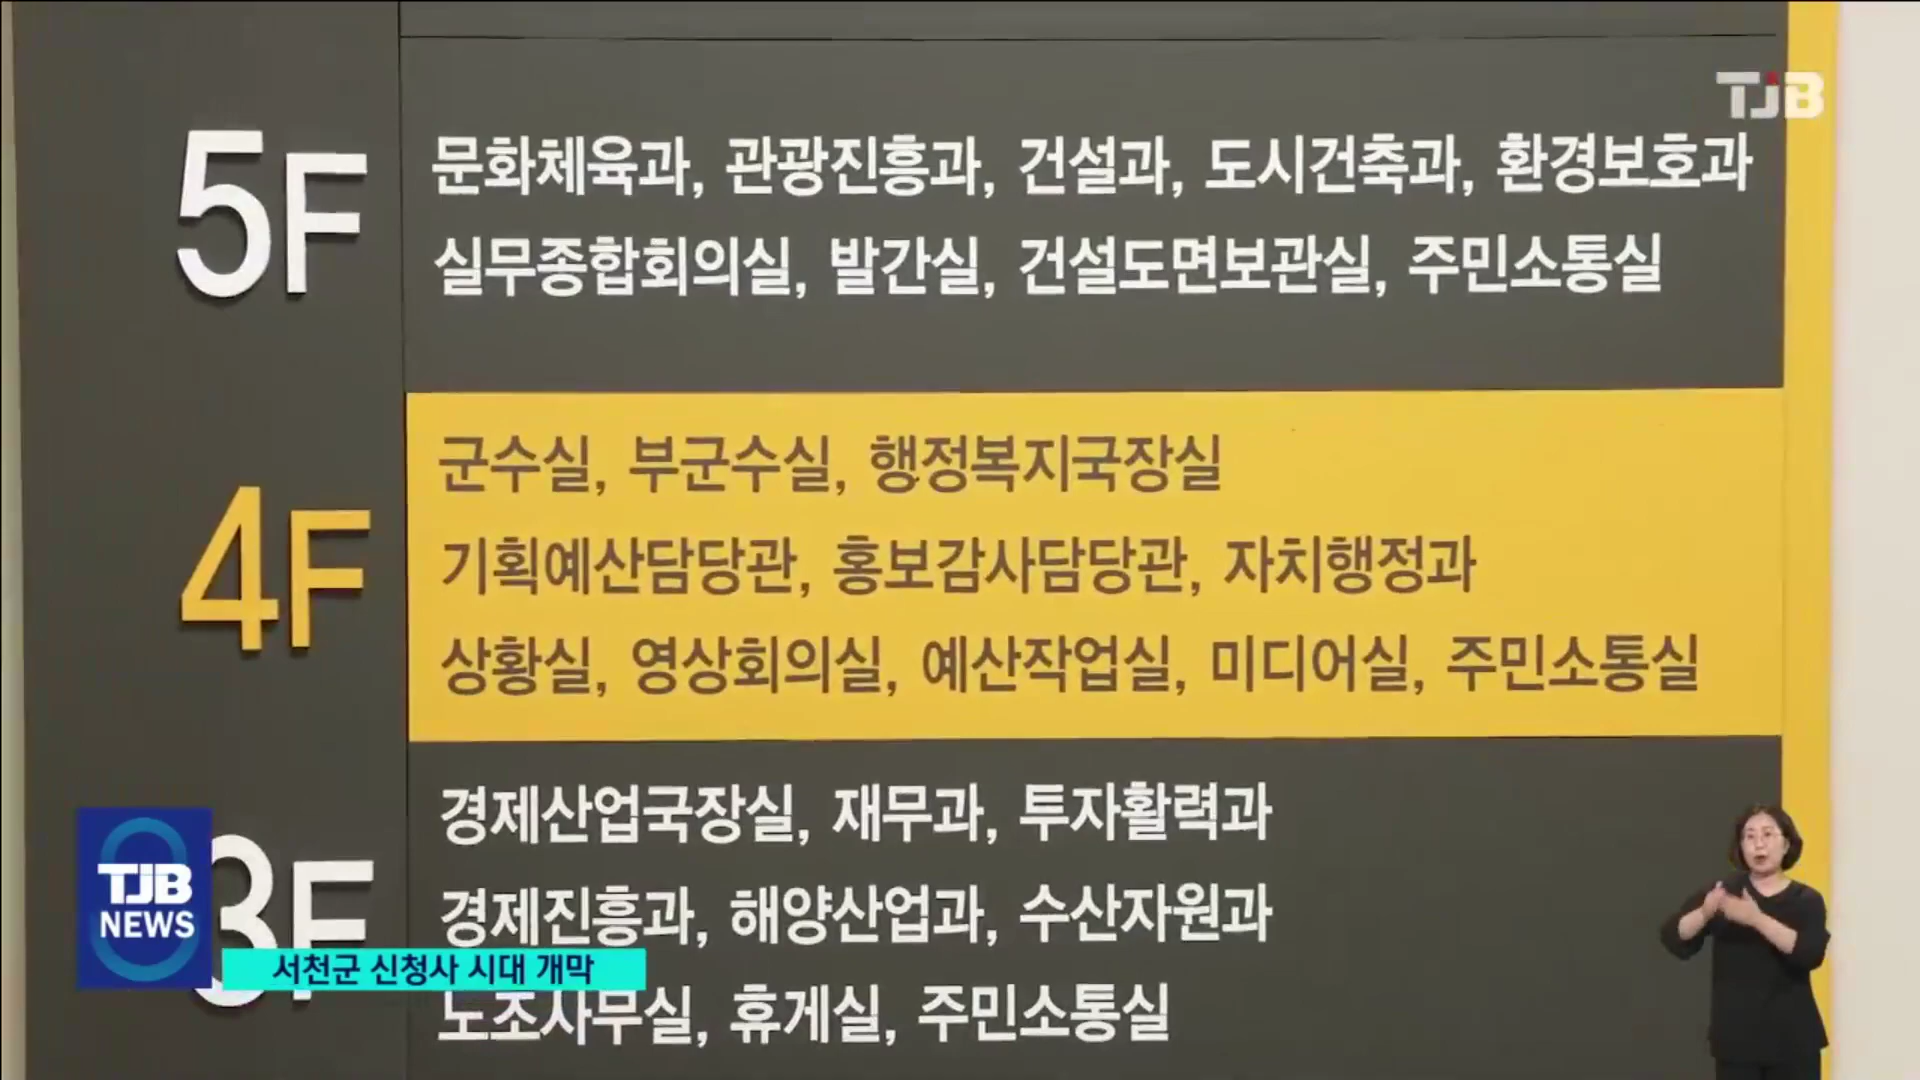 TJB
5F
문화체육과, 관광진흥과, 건설과, 도시건축과, 환경보호과
실무종합회의실, 발간실, 건설도면보관실, 주민소통실
4F
군수실, 부군수실, 행정복지국장실
기획예산담당관, 홍보감사담당관, 자치행정과
상황실, 영상회의실, 예산작업실, 미디어실, 주민소통실
3F
경제산업국장실, 재무과, 투자활력과
경제진흥과, 해양산업과, 수산자원과
노조사무실, 휴게실, 주민소통실
8
TJB
NEWS
서천군 신청사 시대 개막